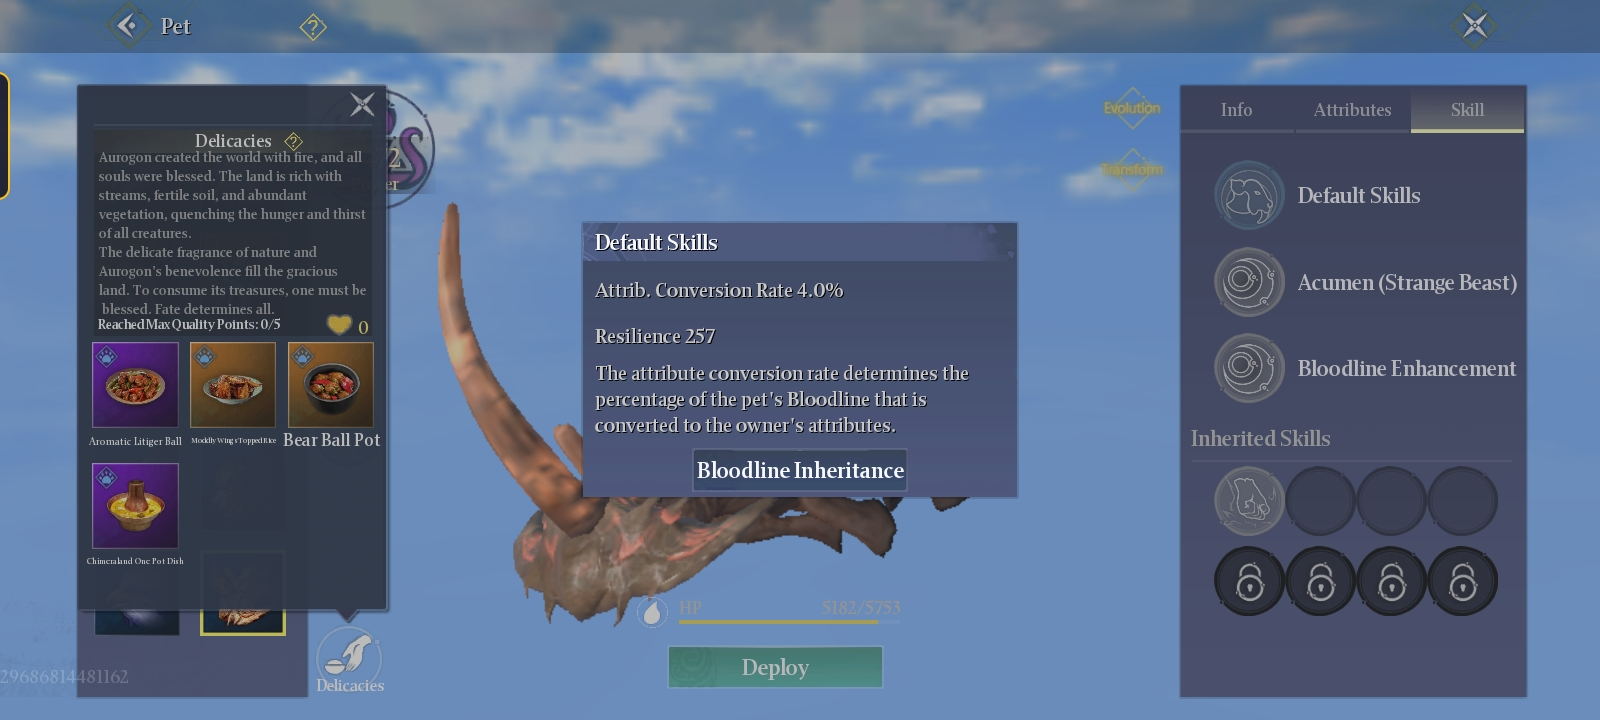 Pet
?
Delicacies
?
Aurogon created the world with fire, and all
souls were blessed. The land is rich with
streams, fertile soil, and abundant
vegetation, quenching the hunger and thirst
of all creatures.
The delicate fragrance of nature and
Aurogon's benevolence fill the gracious
land. To consume its treasures, one must be
blessed. Fate determines all.
Reached Max Quality Points: 0/5
0
Aromatic Litiger Ball
Bear Ball Pot
Chimeraland One Pot Dish
2
er
Delicacies
29686814481162
Evolution
Transform
Default Skills
Attrib. Conversion Rate 4.0%
Resilience 257
The attribute conversion rate determines the
percentage of the pet's Bloodline that is
converted to the owner's attributes.
Bloodline Inheritance
HP 5182/5753
Deploy
Info Attributes Skill
Default Skills
Acumen (Strange Beast)
Bloodline Enhancement
Inherited Skills